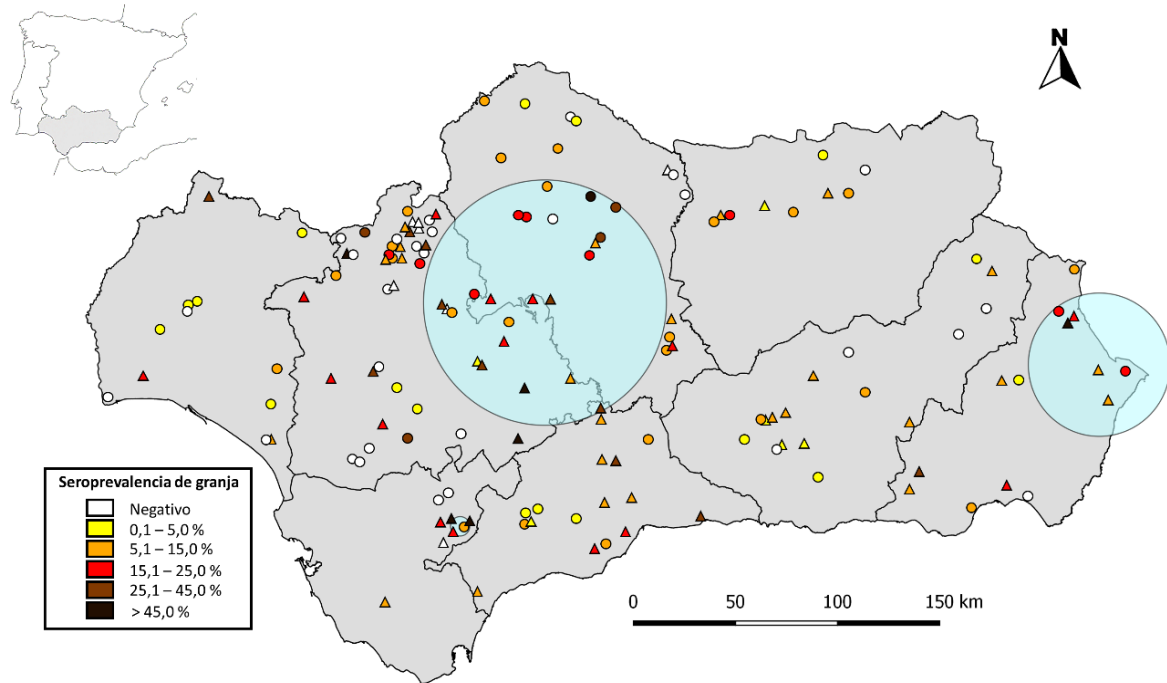 N
Seroprevalencia de granja
Negativo
0,1 – 5,0 %
5,1 – 15,0 %
15,1 – 25,0 %
25,1 – 45,0 %
> 45,0 %
0 50 100 150 km